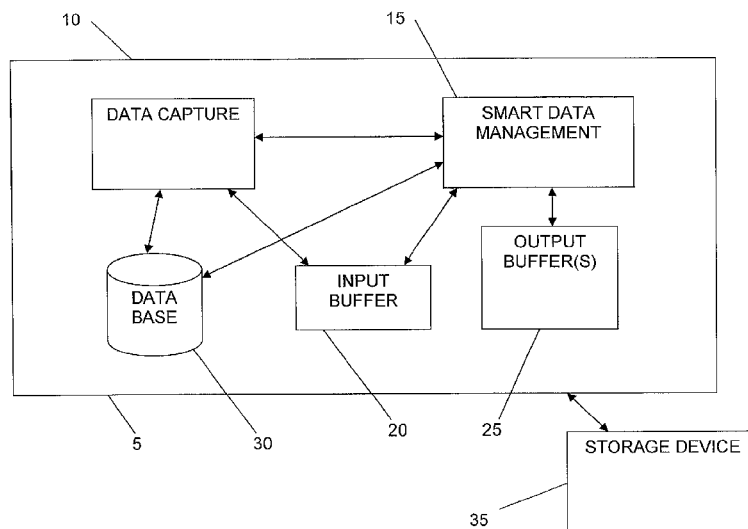 10
15
DATA CAPTURE
SMART DATA
MANAGEMENT
OUTPUT
BUFFER(S)
INPUT
BUFFER
DATA
BASE
5
30
20
25
STORAGE DEVICE
35